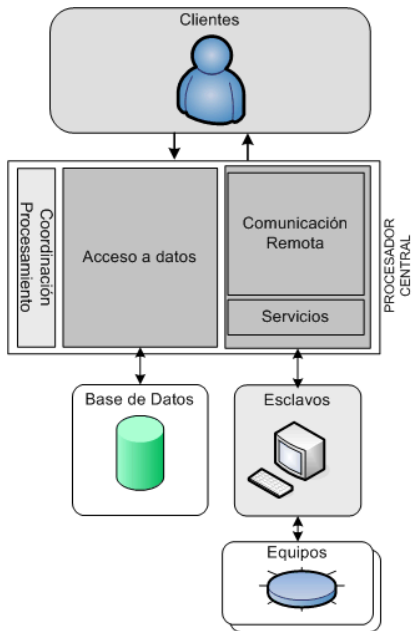 Clientes
Coordinación
Procesamiento
Acceso a datos
Comunicación
Remota
Servicios
PROCESADOR
CENTRAL
Base de Datos
Esclavos
Equipos